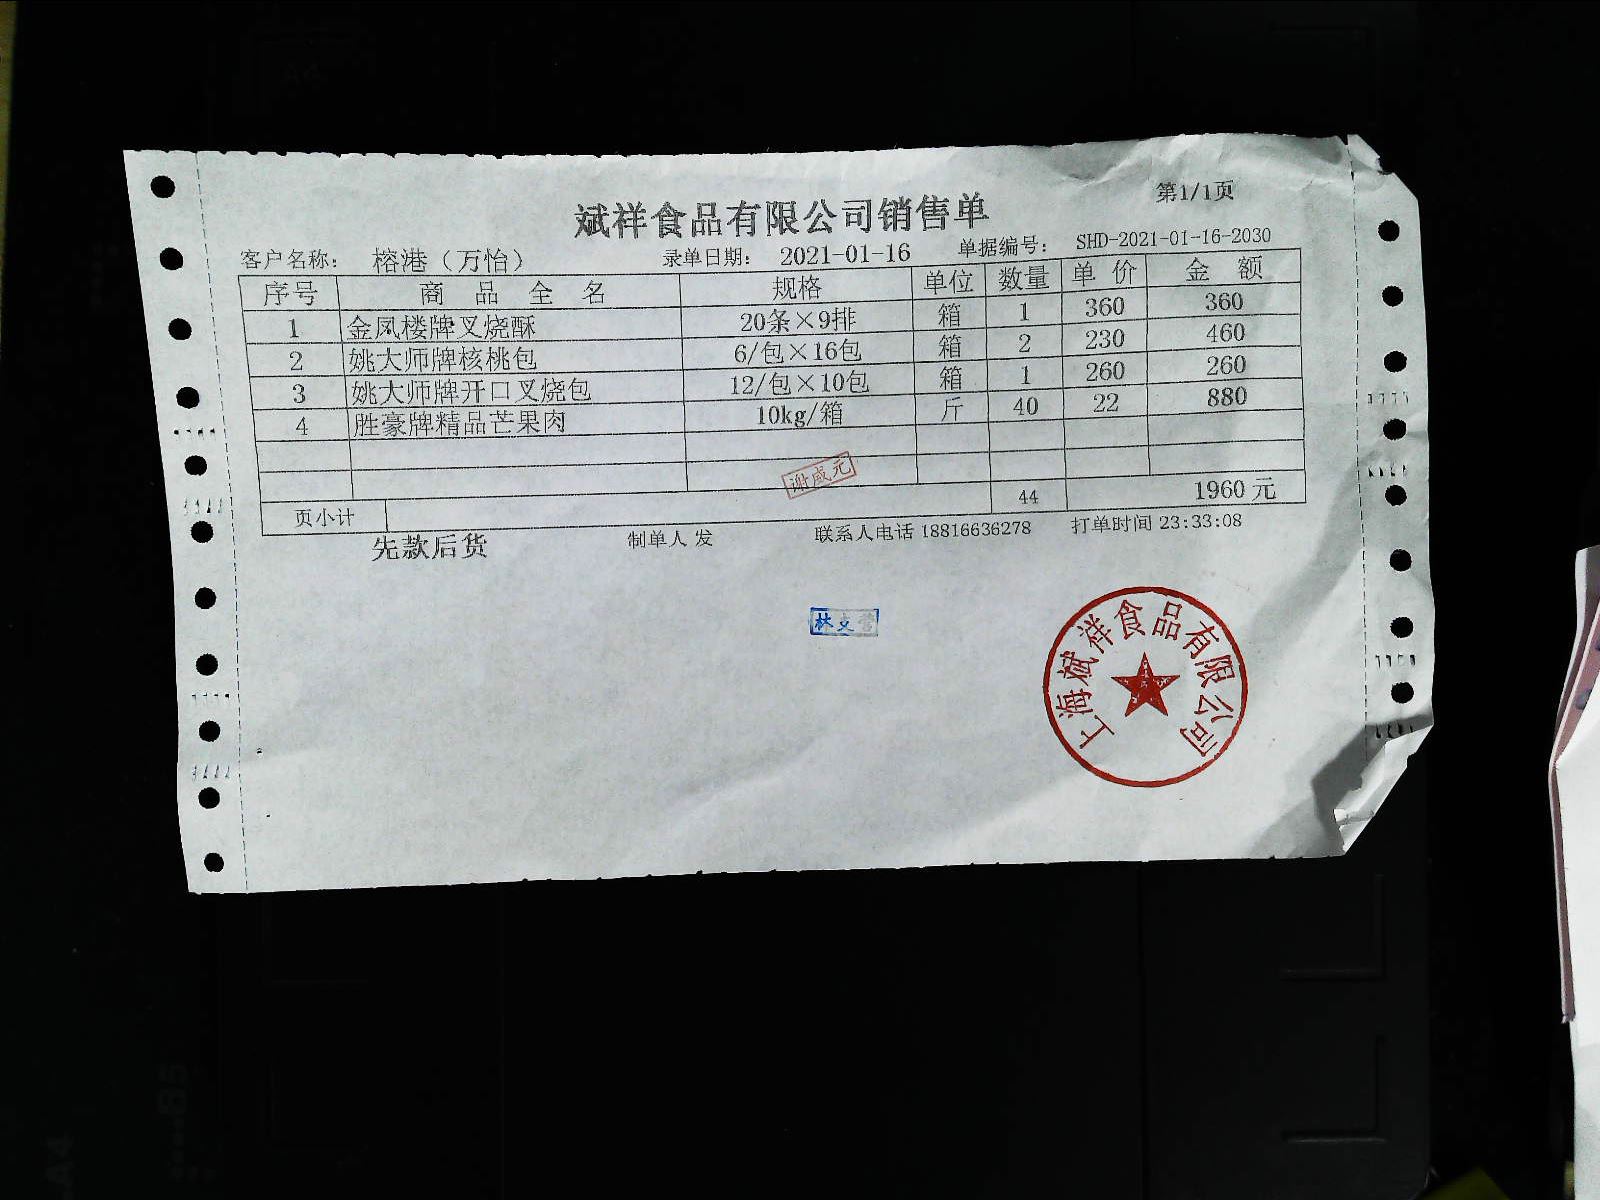 第1/1页
斌祥食品有限公司销售单
客户名称: 榕港（万怡） 录单日期: 2021-01-16 单据编号: SHD-2021-01-16-2030
序号 商 品 全 名 规格 单位 数量 单 价 金 额
1 金凤楼牌叉烧酥 20条×9排 箱 1 360 360
2 姚大师牌核桃包 6/包×16包 箱 2 230 460
3 姚大师牌开口叉烧包 12/包×10包 箱 1 260 260
4 胜豪牌精品芒果肉 10kg/箱 斤 40 22 880
谢咸元
页小计 44 1960 元
先款后货 制单人 发 联系人电话 18816636278 打单时间 23:33:08
上海斌祥食品有限公司